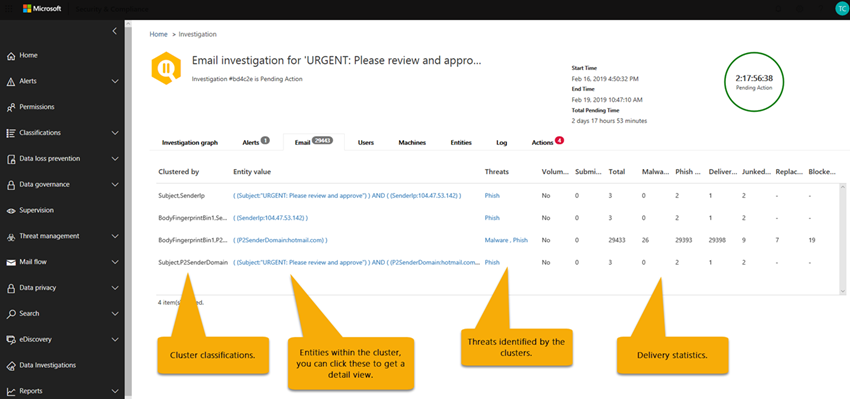 Microsoft
TC
Home > Investigation
Home
Alerts
Permissions
Classifications
Data loss prevention
Data governance
Supervision
Threat management
Mail flow
Data privacy
Search
eDiscovery
Data Investigations
Reports
Email investigation for 'URGENT: Please review and appro...
Investigation #bd4c2e is Pending Action
Start Time
Feb 16, 2019 4:50:32 PM
End Time
Feb 19, 2019 10:47:10 AM
Total Pending Time
2 days 17 hours 53 minutes
2:17:56:38
Pending Action
Investigation graph Alerts 1 Email 29443 Users Machines Entities Log Actions 4
Clustered by Entity value Threats Volum... Submi... Total Malwa... Phish ... Deliver... Junked... Replac... Blocke...
Subject;SenderIp ( (Subject:"URGENT: Please review and approve") ) AND ( (SenderIp:104.47.53.142) ) Phish No 0 3 0 2 1 2 - -
BodyFingerprintBin1.Se... ( (SenderIp:104.47.53.142) ) Phish No 0 3 0 2 1 2 - -
BodyFingerprintBin1.P2... ( (P2SenderDomain:hotmail.com) ) Malware , Phish No 0 29433 26 29393 29398 9 7 19
Subject;P2SenderDomain ( (Subject:"URGENT: Please review and approve") ) AND ( (P2SenderDomain:hotmail.com... Phish No 0 3 0 2 1 2 - -
4 item(s)
Cluster classifications.
Entities within the cluster,
you can click these to get a
detail view.
Threats identified by the
clusters.
Delivery statistics.